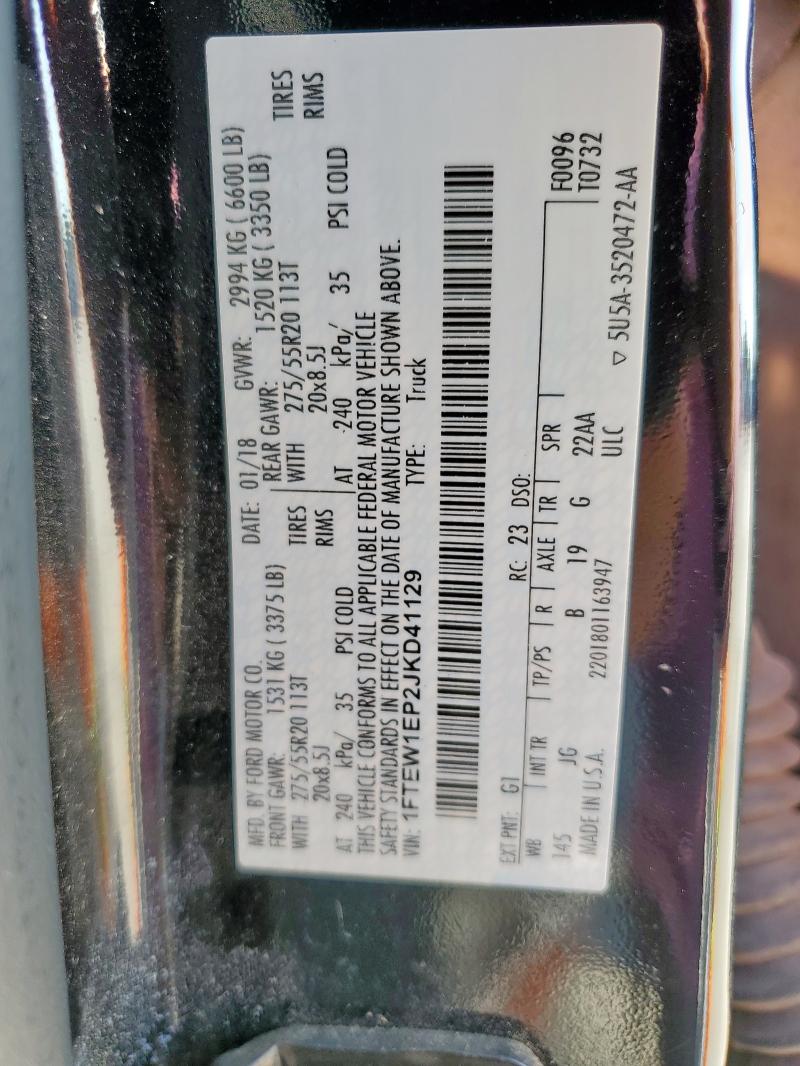 MFD. BY FORD MOTOR CO. DATE: 01/18 GVWR: 2994 KG ( 6600 LB)
FRONT GAWR: 1531 KG ( 3375 LB) REAR GAWR: 1520 KG ( 3350 LB)
WITH 275/55R20 113T TIRES WITH 275/55R20 113T TIRES
20x8.5J RIMS 20x8.5J RIMS
AT 240 kPa/ 35 PSI COLD AT 240 kPa/ 35 PSI COLD
THIS VEHICLE CONFORMS TO ALL APPLICABLE FEDERAL MOTOR VEHICLE
SAFETY STANDARDS IN EFFECT ON THE DATE OF MANUFACTURE SHOWN ABOVE.
VIN: 1FTEW1EP2JKD41129 TYPE: Truck
EXT PNT: G1 RC: 23 DSO:
WB INT TR TP/PS R AXLE TR SPR F0096
145 JG B 19 G 22AA T0732
MADE IN U.S.A. 2201801163947 ULC
▽ 5U5A-3520472-AA